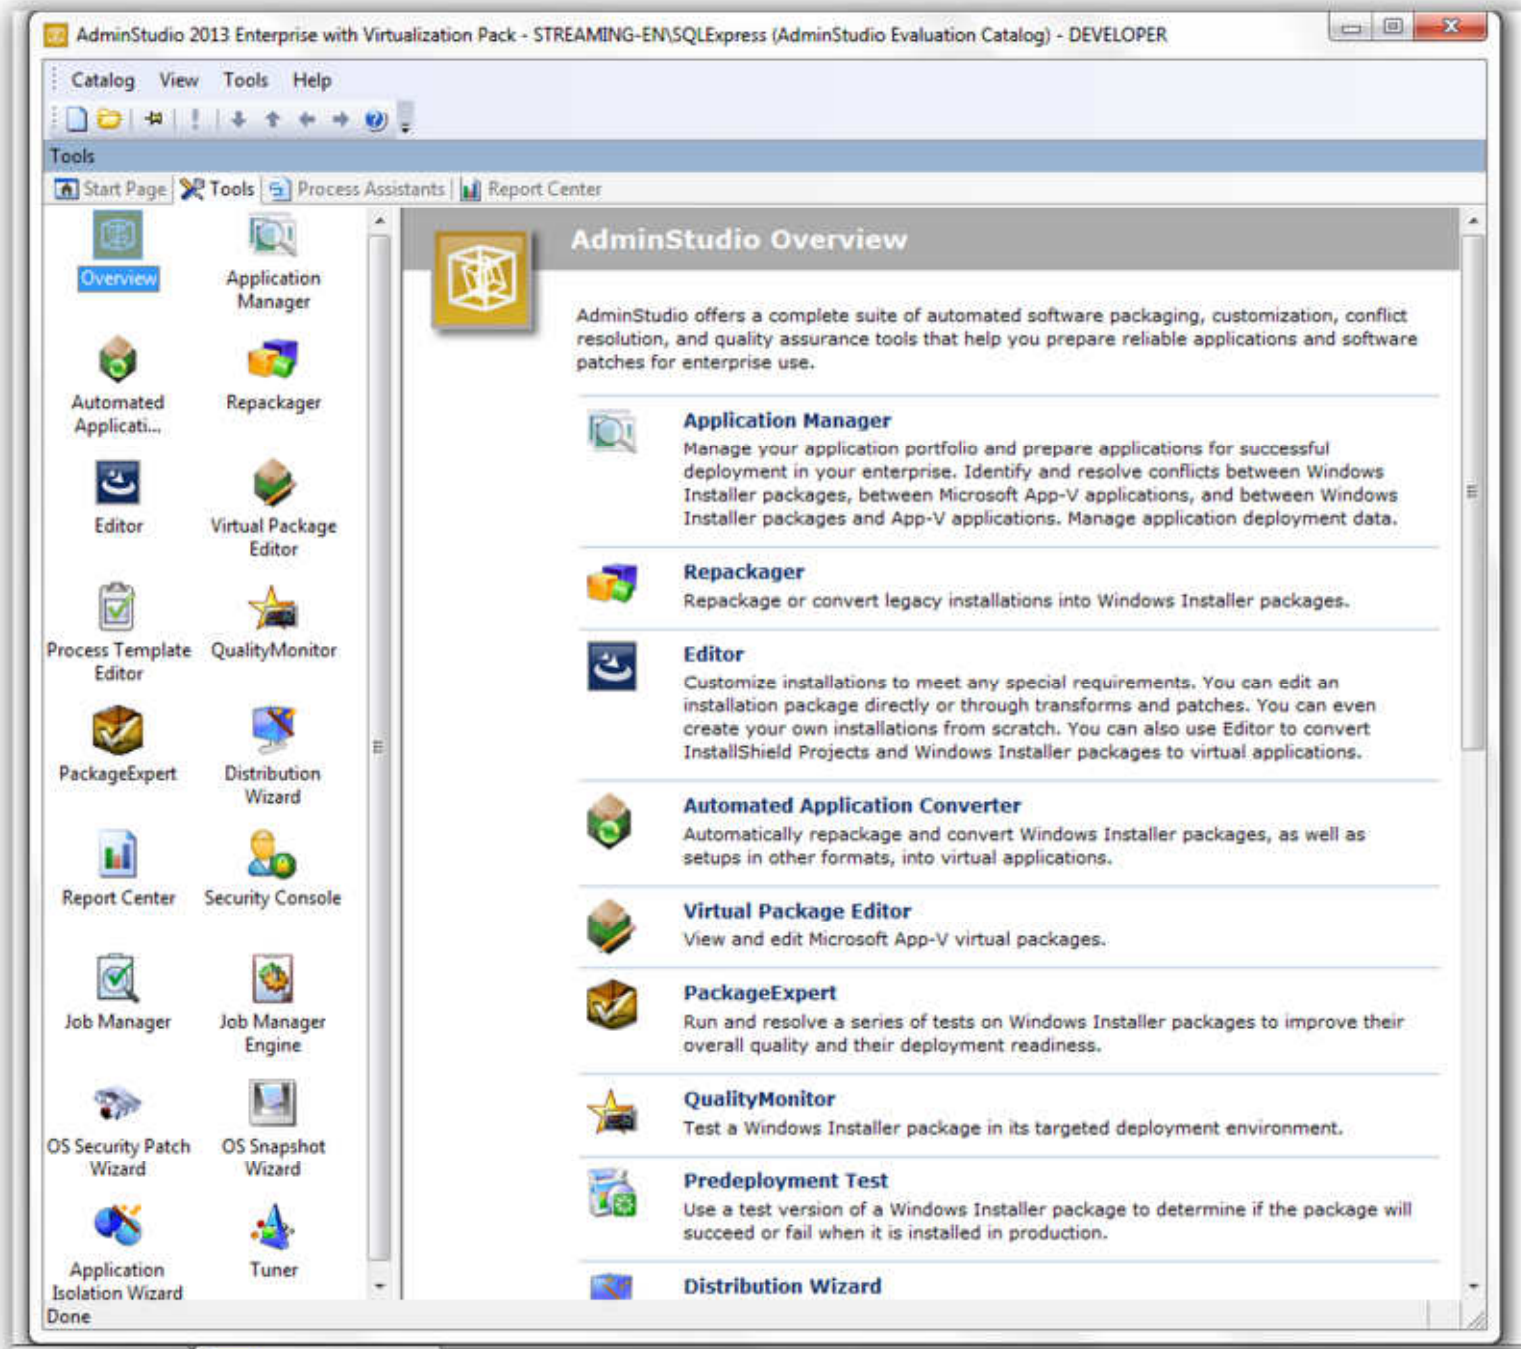 AdminStudio 2013 Enterprise with Virtualization Pack - STREAMING-EN\SQLExpress (AdminStudio Evaluation Catalog) - DEVELOPER
Catalog View Tools Help
Tools
Start Page Tools Process Assistants Report Center
Overview
Application
Manager
Automated
Applicati...
Repackager
Editor
Virtual Package
Editor
Process Template
Editor
QualityMonitor
PackageExpert
Distribution
Wizard
Report Center
Security Console
Job Manager
Job Manager
Engine
OS Security Patch
Wizard
OS Snapshot
Wizard
Application
Isolation Wizard
Tuner
AdminStudio Overview
AdminStudio offers a complete suite of automated software packaging, customization, conflict
resolution, and quality assurance tools that help you prepare reliable applications and software
patches for enterprise use.
Application Manager
Manage your application portfolio and prepare applications for successful
deployment in your enterprise. Identify and resolve conflicts between Windows
Installer packages, between Microsoft App-V applications, and between Windows
Installer packages and App-V applications. Manage application deployment data.
Repackager
Repackage or convert legacy installations into Windows Installer packages.
Editor
Customize installations to meet any special requirements. You can edit an
installation package directly or through transforms and patches. You can even
create your own installations from scratch. You can also use Editor to convert
InstallShield Projects and Windows Installer packages to virtual applications.
Automated Application Converter
Automatically repackage and convert Windows Installer packages, as well as
setups in other formats, into virtual applications.
Virtual Package Editor
View and edit Microsoft App-V virtual packages.
PackageExpert
Run and resolve a series of tests on Windows Installer packages to improve their
overall quality and their deployment readiness.
QualityMonitor
Test a Windows Installer package in its targeted deployment environment.
Predeployment Test
Use a test version of a Windows Installer package to determine if the package will
succeed or fail when it is installed in production.
Distribution Wizard
Done